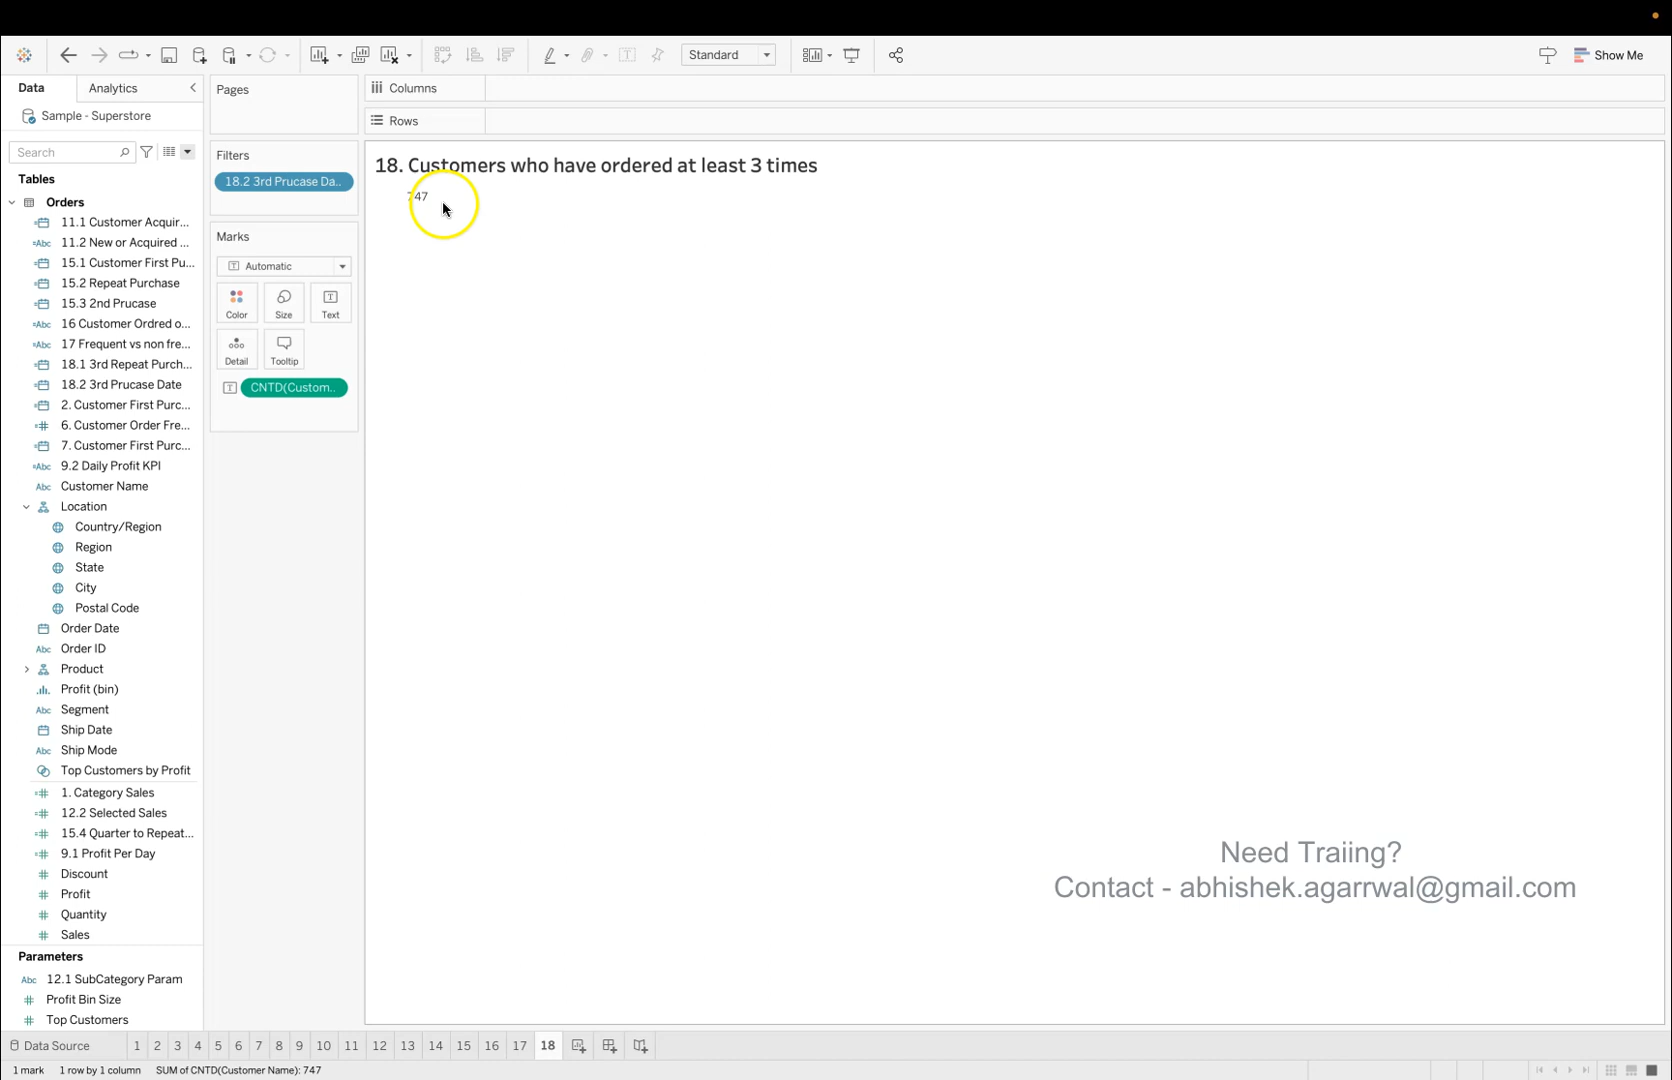 Standard
Show Me
Data
Analytics
Pages
Columns
Sample - Superstore
Rows
Search
Filters
18. Customers who have ordered at least 3 times
Tables
18.2 3rd Prucase Da..
747
Orders
11.1 Customer Acquir...
11.2 New or Acquired ...
Marks
15.1 Customer First Pu...
Automatic
15.2 Repeat Purchase
15.3 2nd Prucase
Color
Size
Text
16 Customer Ordred o...
17 Frequent vs non fre...
Detail
Tooltip
18.1 3rd Repeat Purch...
18.2 3rd Prucase Date
CNTD(Custom..
2. Customer First Purc...
6. Customer Order Fre...
7. Customer First Purc...
9.2 Daily Profit KPI
Abc Customer Name
Location
Country/Region
Region
State
City
Postal Code
Order Date
Abc Order ID
Product
Profit (bin)
Abc Segment
Ship Date
Abc Ship Mode
Top Customers by Profit
1. Category Sales
12.2 Selected Sales
15.4 Quarter to Repeat...
9.1 Profit Per Day
Discount
Profit
Quantity
Sales
Need Traiing?
Contact - abhishek.agarrwal@gmail.com
Parameters
Abc 12.1 SubCategory Param
Profit Bin Size
Top Customers
Data Source 1 2 3 4 5 6 7 8 9 10 11 12 13 14 15 16 17 18
1 mark 1 row by 1 column SUM of CNTD(Customer Name): 747